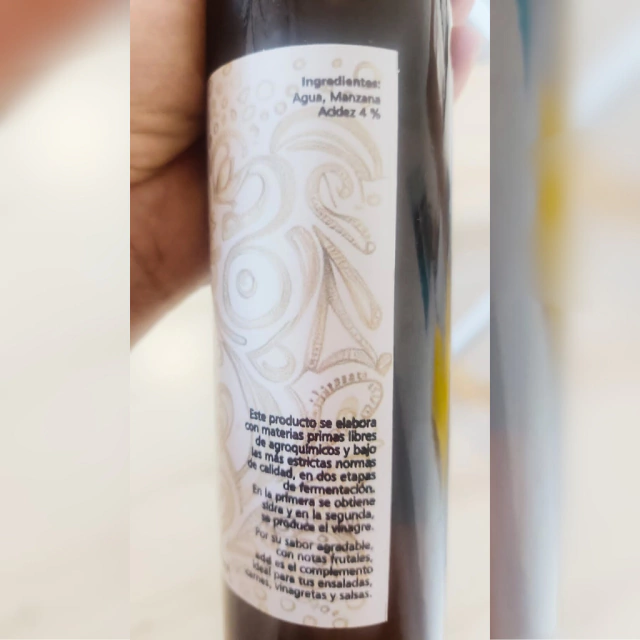 Ingredientes:
Agua, Manzana
Acidez 4 %
Este producto se elabora
con materias primas libres
de agroquímicos y bajo
las más estrictas normas
de calidad, en dos etapas
de fermentación.
En la primera se obtiene
sidra y en la segunda,
se produce el vinagre.
Por su sabor agradable,
con notas frutales,
es el complemento
ideal para tus ensaladas,
carnes, vinagretas y salsas.